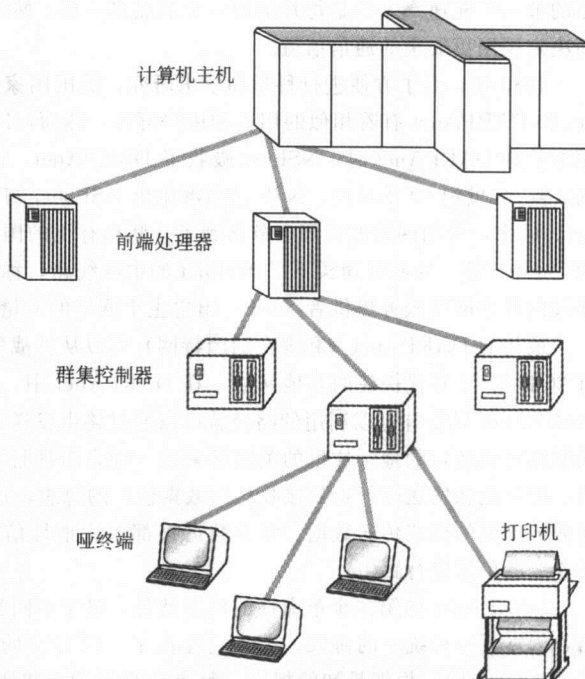 计算机主机
前端处理器
群集控制器
哑终端
打印机